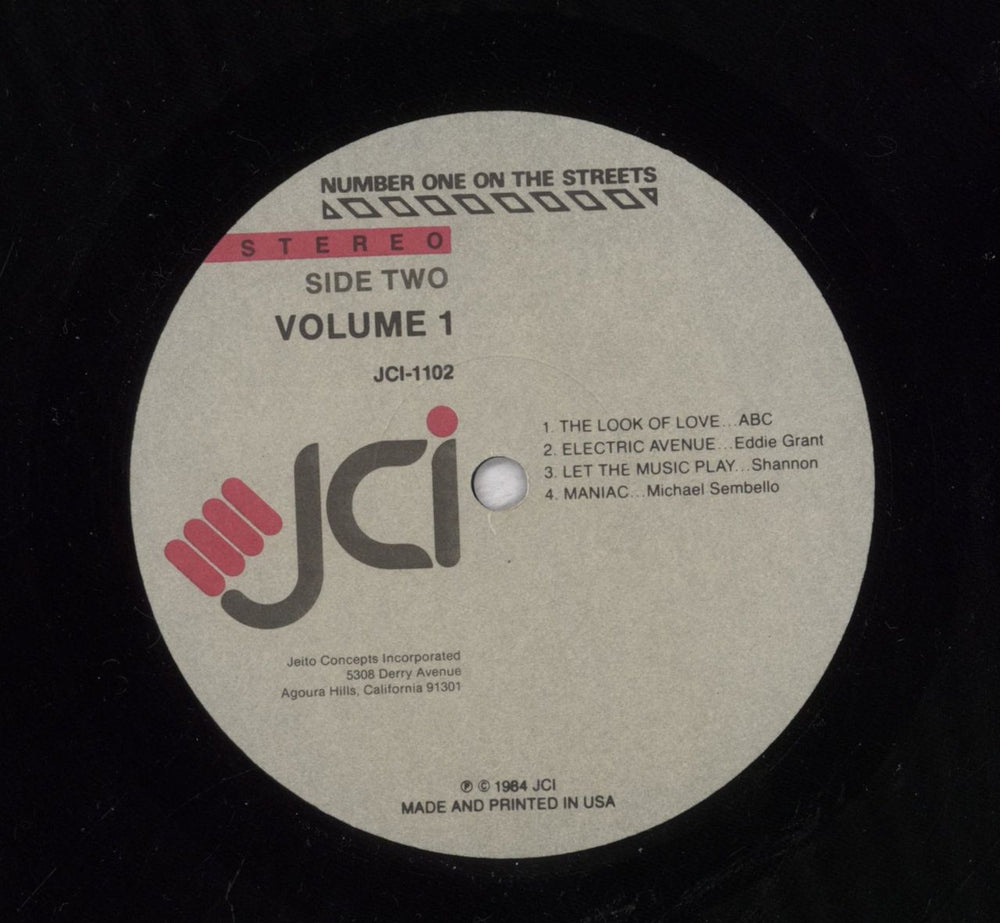 NUMBER ONE ON THE STREETS
STEREO
SIDE TWO
VOLUME 1
JCI-1102
JCi
1. THE LOOK OF LOVE...ABC
2. ELECTRIC AVENUE...Eddie Grant
3. LET THE MUSIC PLAY...Shannon
4. MANIAC...Michael Sembello
Jeito Concepts Incorporated
5308 Derry Avenue
Agoura Hills, California 91301
℗ © 1984 JCI
MADE AND PRINTED IN USA